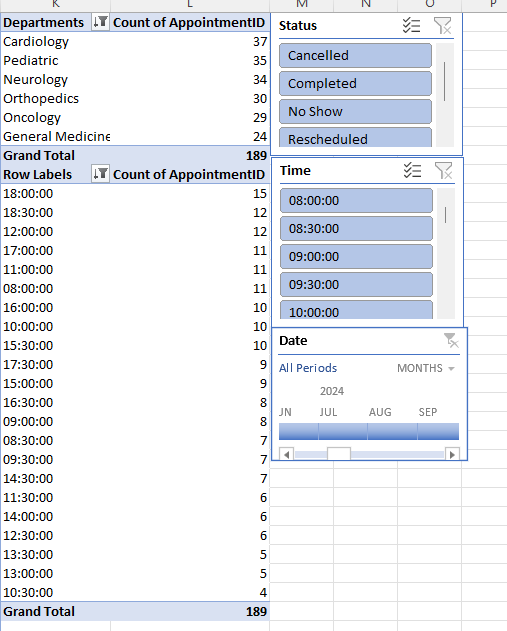 K L M N O P
Departments Count of AppointmentID
Cardiology 37
Pediatric 35
Neurology 34
Orthopedics 30
Oncology 29
General Medicine 24
Grand Total 189
Row Labels Count of AppointmentID
18:00:00 15
18:30:00 12
12:00:00 12
17:00:00 11
11:00:00 11
08:00:00 11
16:00:00 10
10:00:00 10
15:30:00 10
17:30:00 9
15:00:00 9
16:30:00 8
09:00:00 8
08:30:00 7
09:30:00 7
14:30:00 7
11:30:00 6
14:00:00 6
12:30:00 6
13:30:00 5
13:00:00 5
10:30:00 4
Grand Total 189
Status
Cancelled
Completed
No Show
Rescheduled
Time
08:00:00
08:30:00
09:00:00
09:30:00
10:00:00
Date
All Periods MONTHS
2024
JN JUL AUG SEP